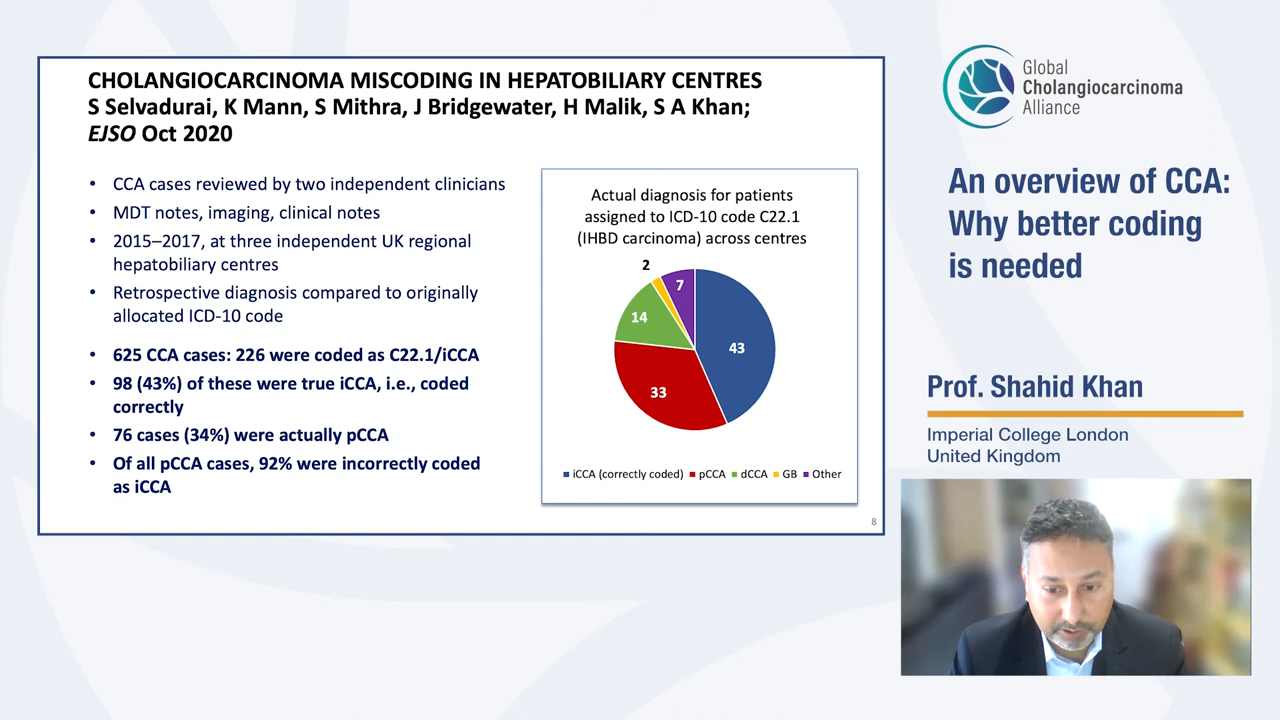 CHOLANGIOCARCINOMA MISCODING IN HEPATOBILIARY CENTRES
S Selvadurai, K Mann, S Mithra, J Bridgewater, H Malik, S A Khan;
EJSO Oct 2020
• CCA cases reviewed by two independent clinicians
• MDT notes, imaging, clinical notes
• 2015–2017, at three independent UK regional
hepatobiliary centres
• Retrospective diagnosis compared to originally
allocated ICD-10 code
• 625 CCA cases: 226 were coded as C22.1/iCCA
• 98 (43%) of these were true iCCA, i.e., coded
correctly
• 76 cases (34%) were actually pCCA
• Of all pCCA cases, 92% were incorrectly coded
as iCCA
Actual diagnosis for patients
assigned to ICD-10 code C22.1
(IHBD carcinoma) across centres
2
7
14
43
33
iCCA (correctly coded) pCCA dCCA GB Other
8
Global
Cholangiocarcinoma
Alliance
An overview of CCA:
Why better coding
is needed
Prof. Shahid Khan
Imperial College London
United Kingdom